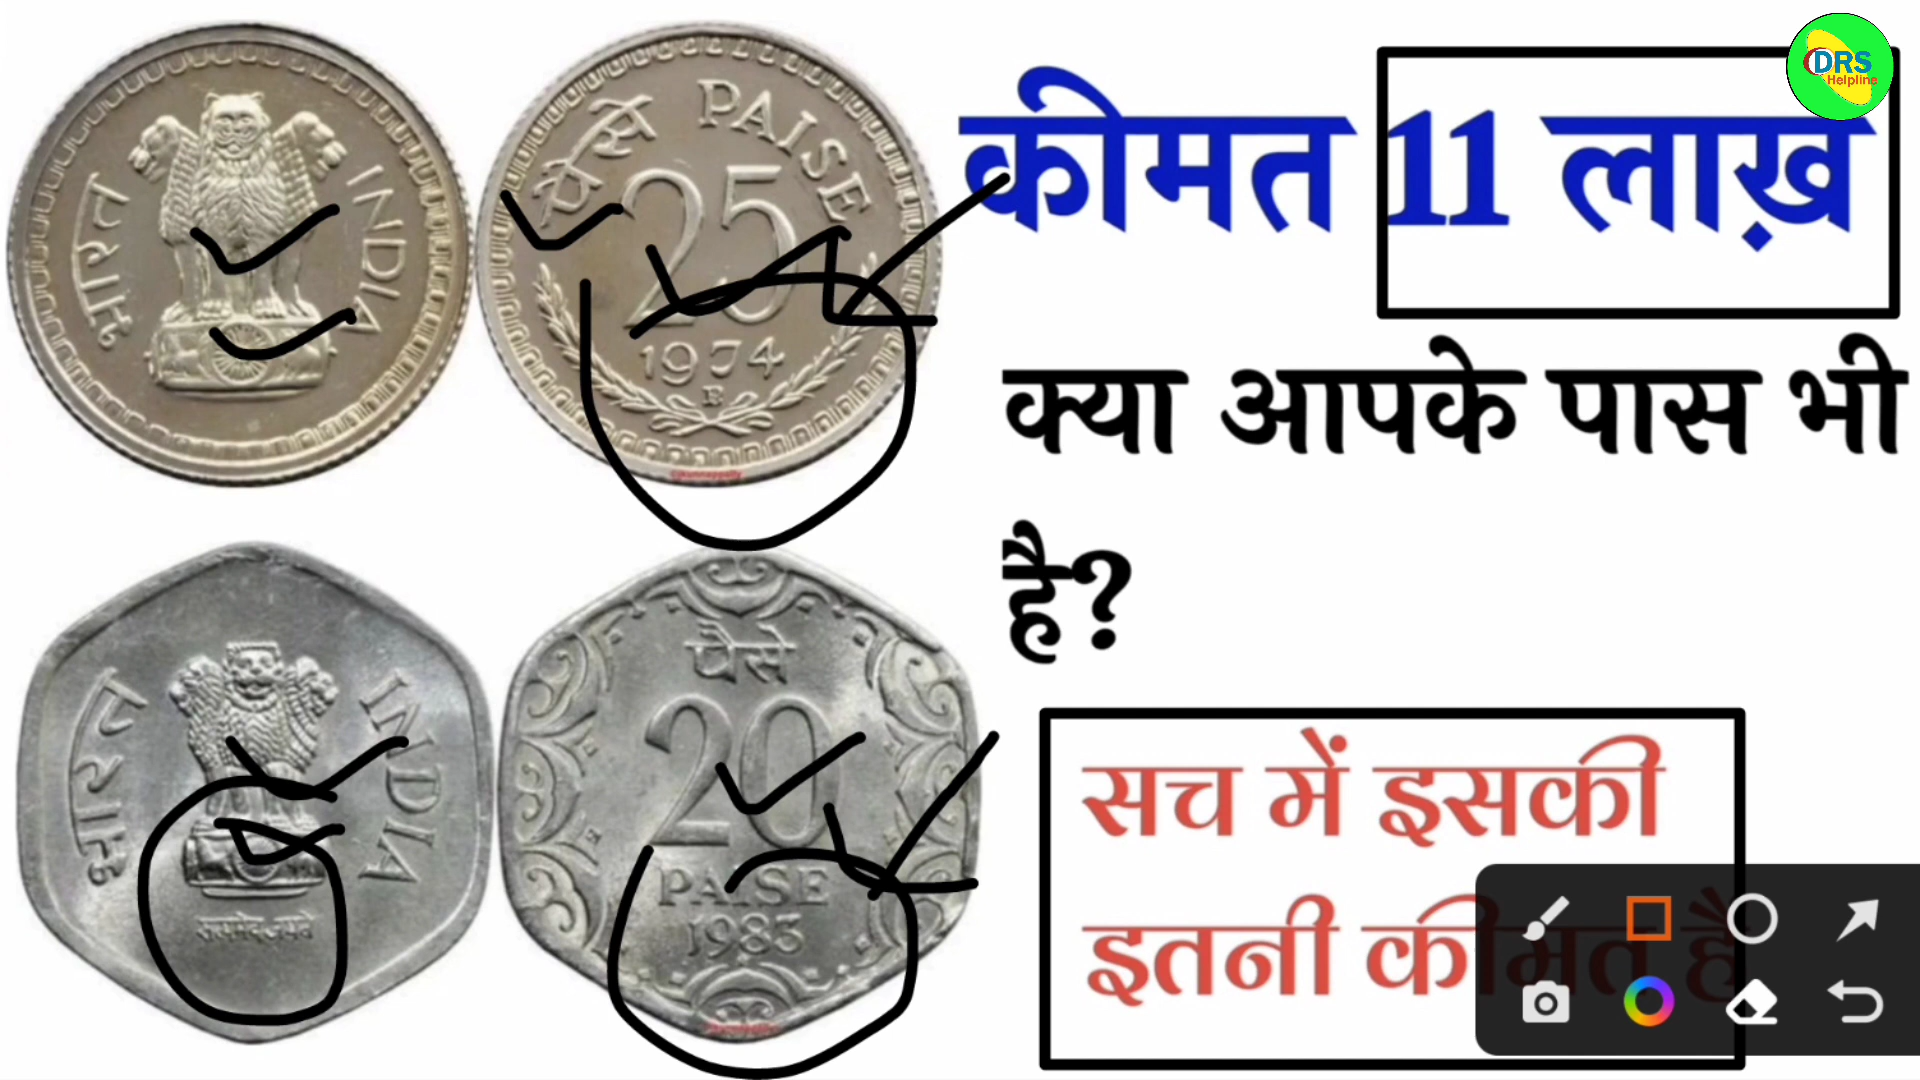 भारत
INDIA
पैसे PAISE
25
1974
B
कीमत 11 लाख़
DRS
Helpline
क्या आपके पास भी
है?
भारत
INDIA
सत्यमेव जयते
पैसे
20
PAISE
1983
सच में इसकी
इतनी कीमत है